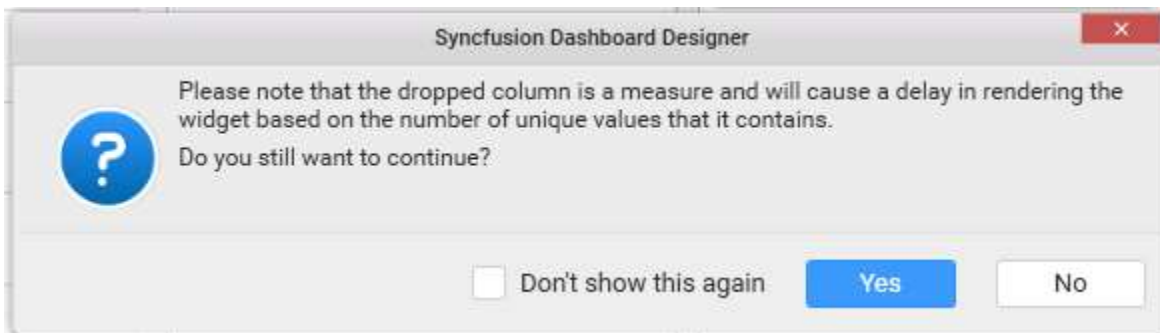 Syncfusion Dashboard Designer
Please note that the dropped column is a measure and will cause a delay in rendering the
widget based on the number of unique values that it contains.
Do you still want to continue?
Don't show this again
Yes
No